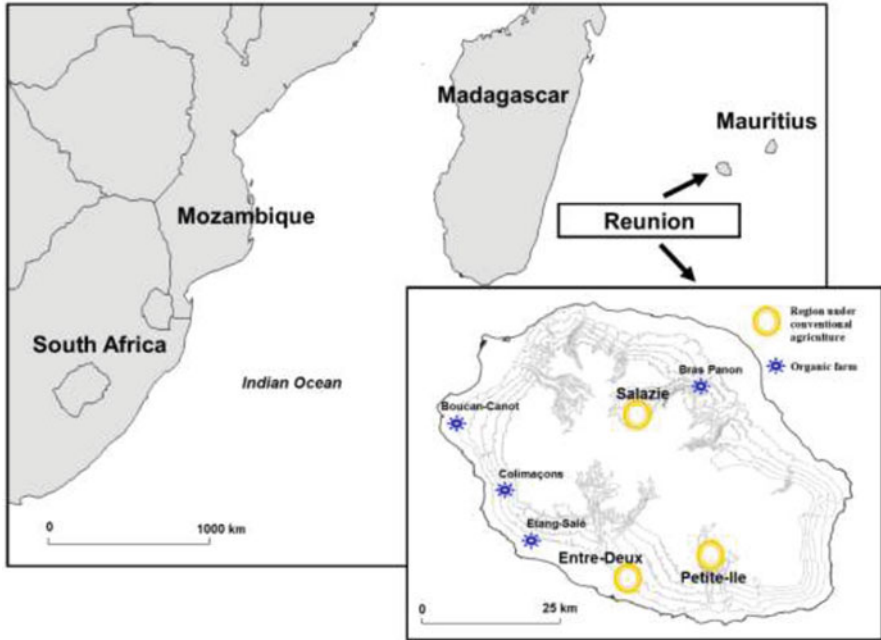 Madagascar
Mauritius
Mozambique
Reunion
South Africa
Indian Ocean
0 1000 km
Region under
conventional
agriculture
Organic farm
Bras Panon
Salazie
Boucan-Canot
Colimaçons
Etang-Salé
Entre-Deux
Petite-Ile
0 25 km